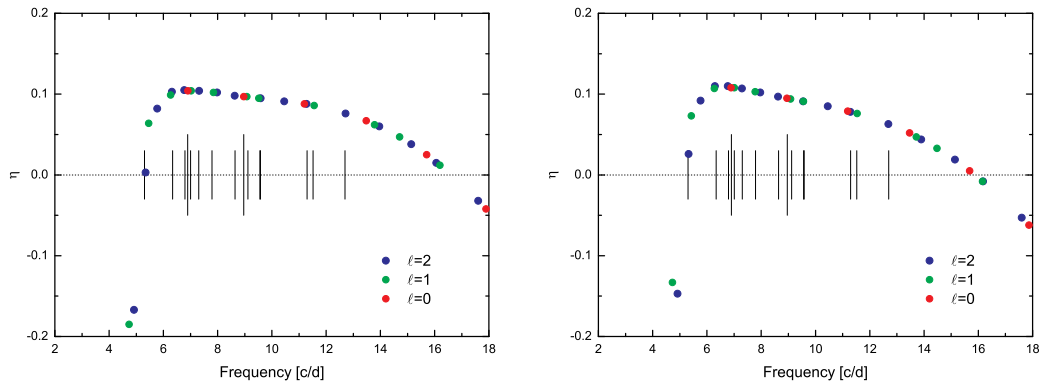 0.2
0.1
0.0
-0.1
-0.2
η
2 4 6 8 10 12 14 16 18
Frequency [c/d]
ℓ=2
ℓ=1
ℓ=0
0.2
0.1
0.0
-0.1
-0.2
η
2 4 6 8 10 12 14 16 18
Frequency [c/d]
ℓ=2
ℓ=1
ℓ=0